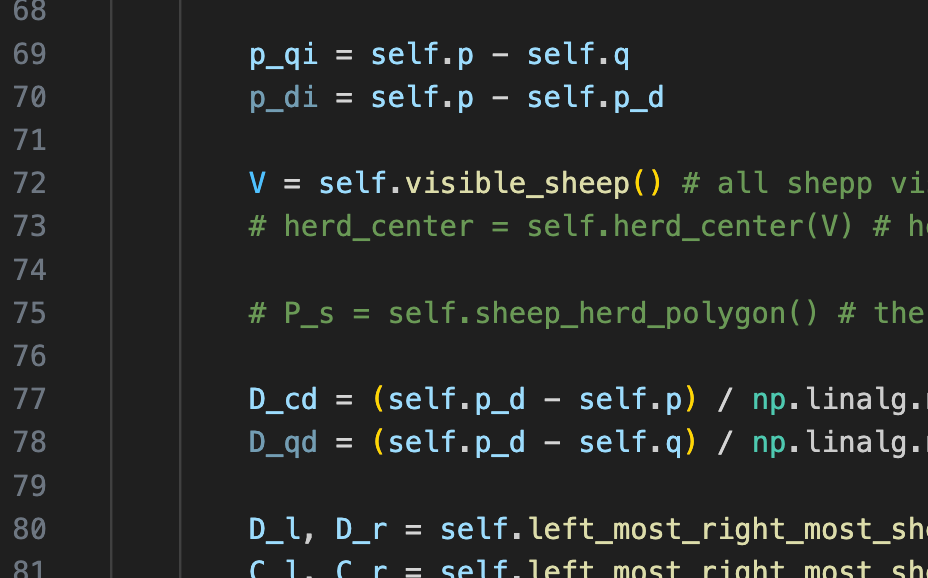 68
69 p_qi = self.p - self.q
70 p_di = self.p - self.p_d
71
72 V = self.visible_sheep() # all shepp vi
73 # herd_center = self.herd_center(V) # h
74
75 # P_s = self.sheep_herd_polygon() # the
76
77 D_cd = (self.p_d - self.p) / np.linalg.
78 D_qd = (self.p_d - self.q) / np.linalg.
79
80 D_l, D_r = self.left_most_right_most_sh
81 C_l, C_r = self.left_most_right_most_sh